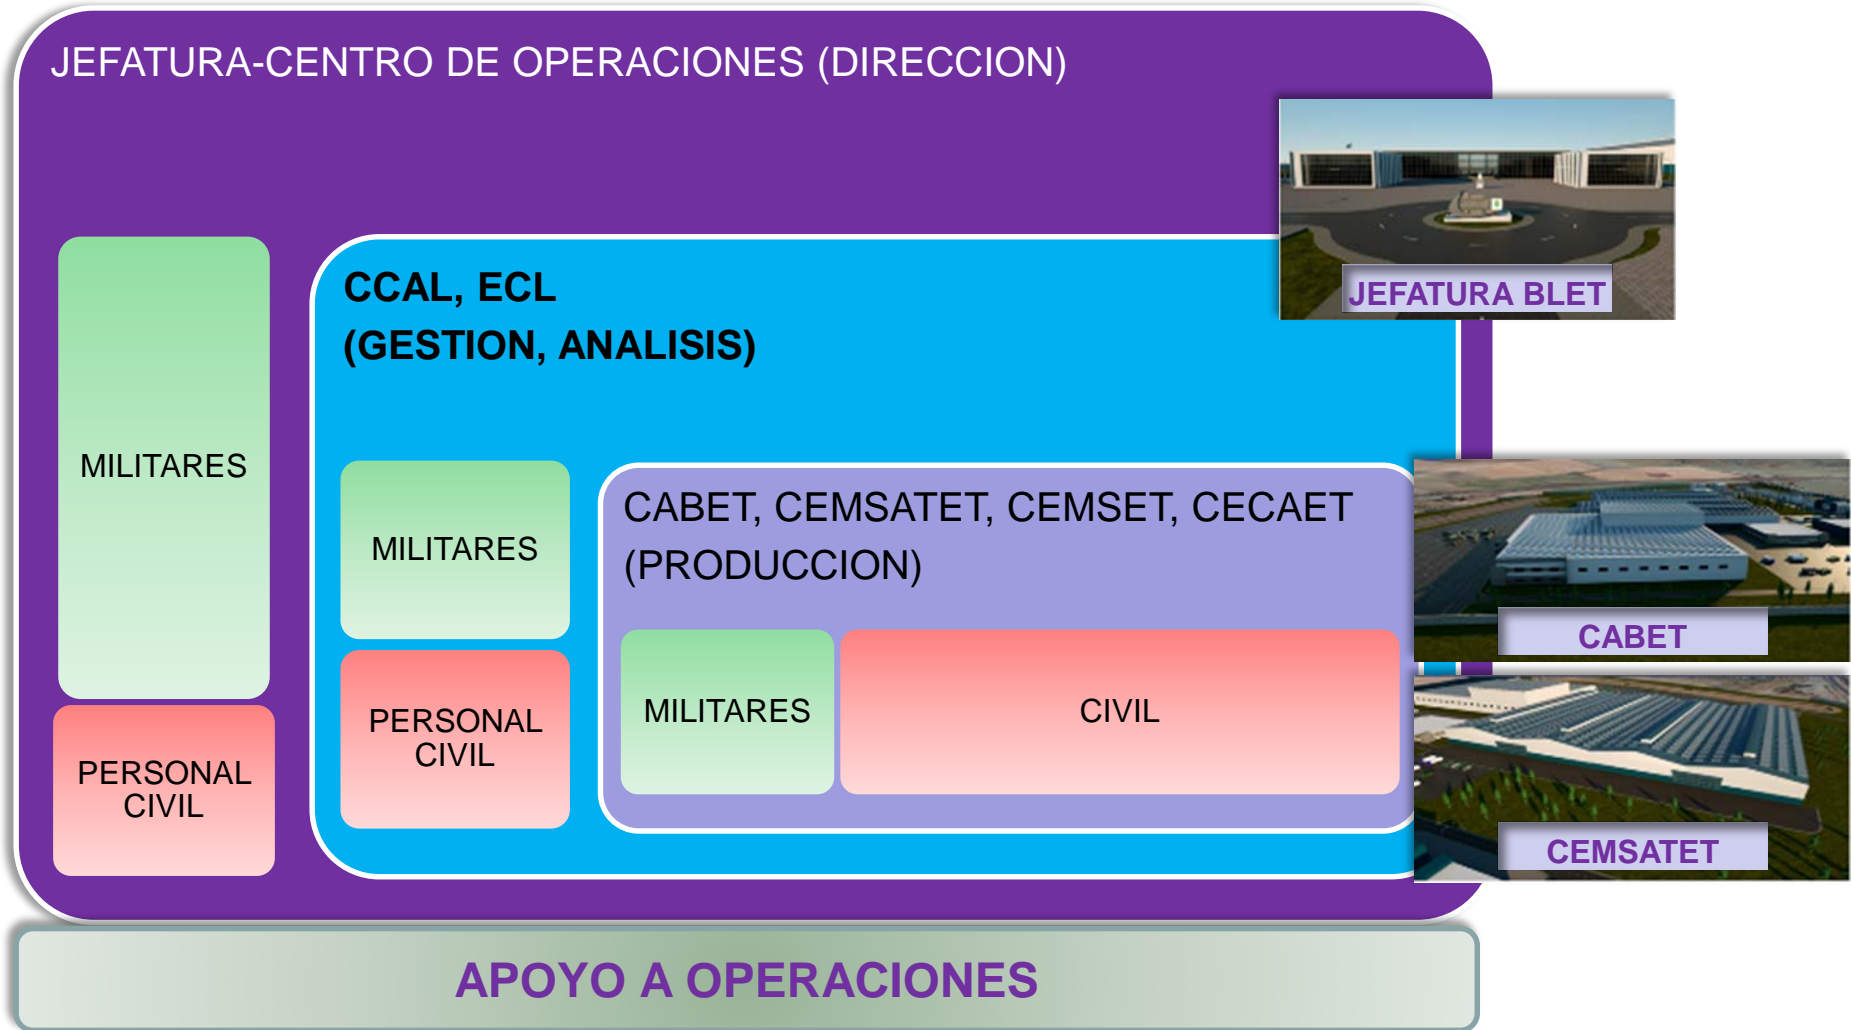 JEFATURA-CENTRO DE OPERACIONES (DIRECCION)
JEFATURA BLET
CCAL, ECL
(GESTION, ANALISIS)
MILITARES
PERSONAL
CIVIL
MILITARES
PERSONAL
CIVIL
CABET, CEMSATET, CEMSET, CECAET
(PRODUCCION)
MILITARES
CIVIL
CABET
CEMSATET
APOYO A OPERACIONES